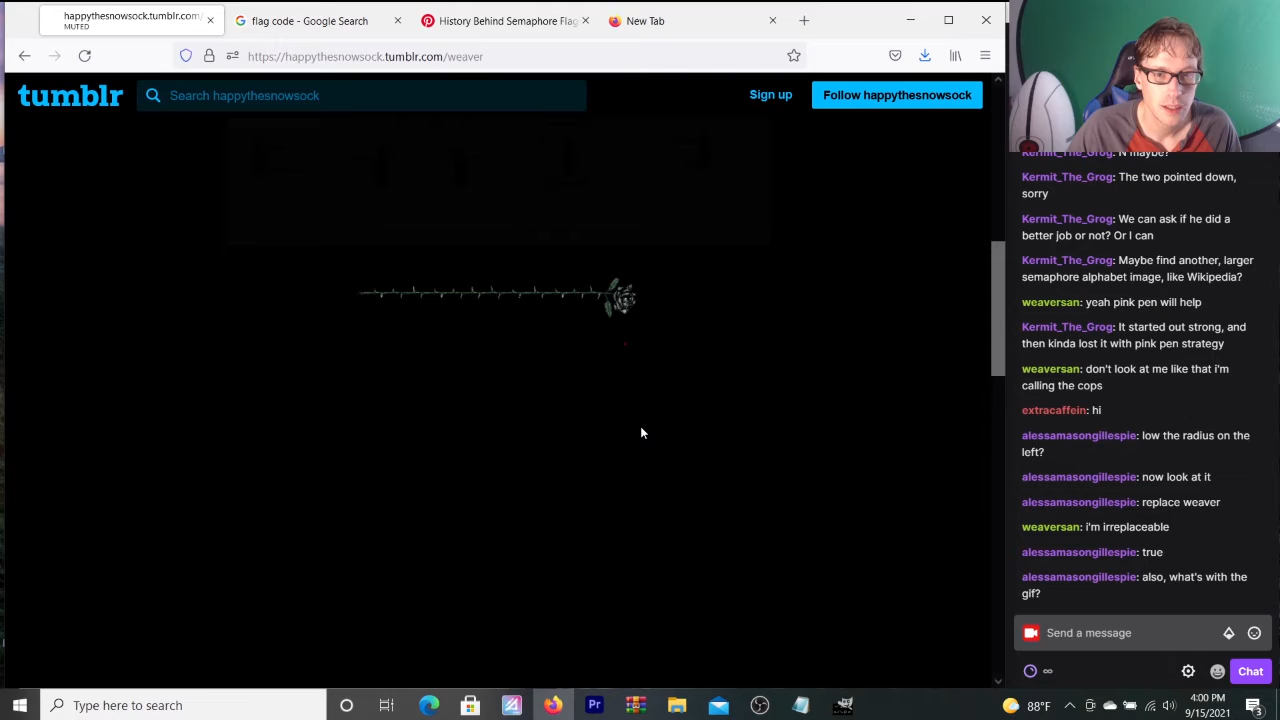 happythesnowsock.tumblr.com/
MUTED
flag code - Google Search
History Behind Semaphore Flag
New Tab
https://happythesnowsock.tumblr.com/weaver
tumblr
Search happythesnowsock
Sign up
Follow happythesnowsock
Kermit_The_Grog: N maybe?
Kermit_The_Grog: The two pointed down,
sorry
Kermit_The_Grog: We can ask if he did a
better job or not? Or I can
Kermit_The_Grog: Maybe find another, larger
semaphore alphabet image, like Wikipedia?
weaversan: yeah pink pen will help
Kermit_The_Grog: It started out strong, and
then kinda lost it with pink pen strategy
weaversan: don't look at me like that i'm
calling the cops
extracaffein: hi
alessamasongillespie: low the radius on the
left?
alessamasongillespie: now look at it
alessamasongillespie: replace weaver
weaversan: i'm irreplaceable
alessamasongillespie: true
alessamasongillespie: also, what's with the
gif?
Send a message
Chat
Type here to search
Pr
88°F
4:00 PM
9/15/2021
3